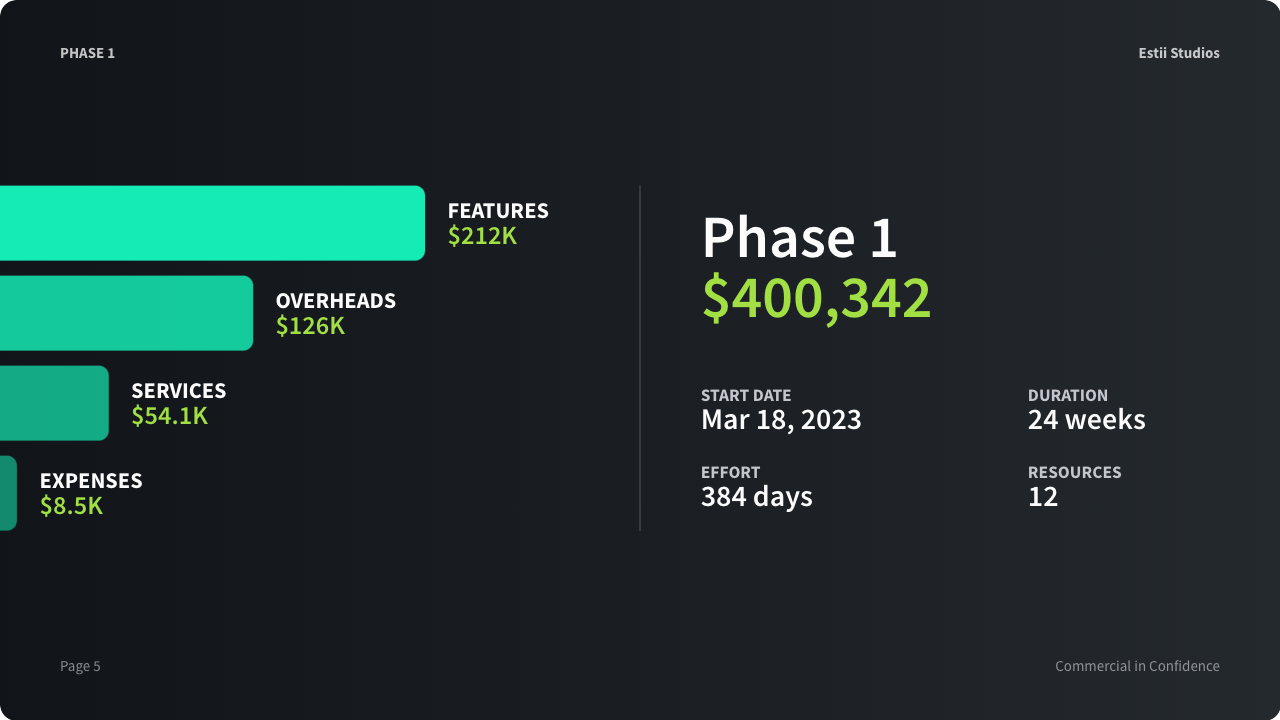 PHASE 1
Estii Studios
FEATURES
$212K
OVERHEADS
$126K
SERVICES
$54.1K
EXPENSES
$8.5K
Phase 1
$400,342
START DATE
Mar 18, 2023
DURATION
24 weeks
EFFORT
384 days
RESOURCES
12
Page 5
Commercial in Confidence